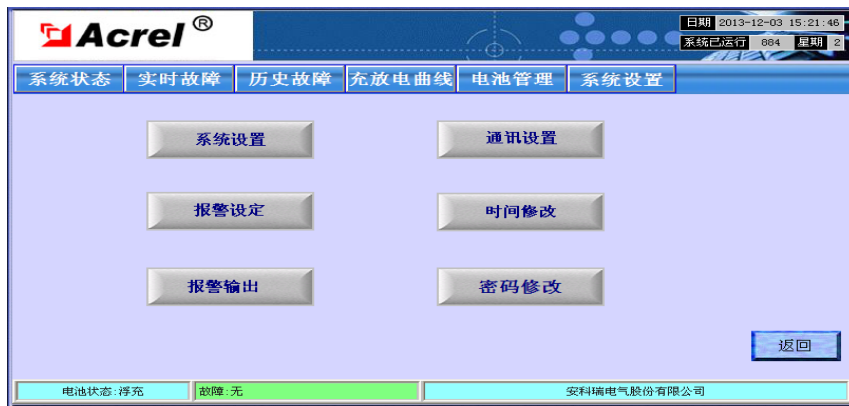 Acrel®
日期 2013-12-03 15:21:46
系统已运行 884 星期 2
系统状态 实时故障 历史故障 充放电曲线 电池管理 系统设置
系统设置 通讯设置
报警设定 时间修改
报警输出 密码修改
返回
电池状态:浮充 故障:无 安科瑞电气股份有限公司